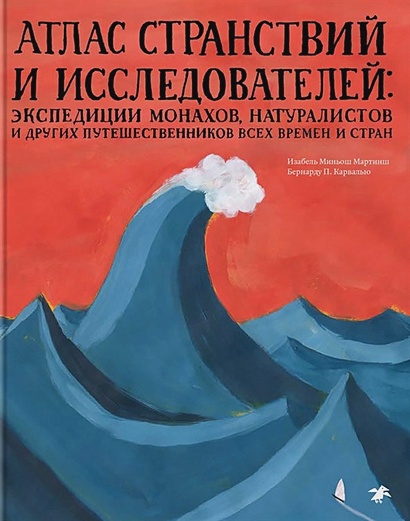 АТЛАС СТРАНСТВИЙ
И ИССЛЕДОВАТЕЛЕЙ:
ЭКСПЕДИЦИИ МОНАХОВ, НАТУРАЛИСТОВ
И ДРУГИХ ПУТЕШЕСТВЕННИКОВ ВСЕХ ВРЕМЕН И СТРАН
Изабель Миньош Мартинш
Бернарду П. Карвалью